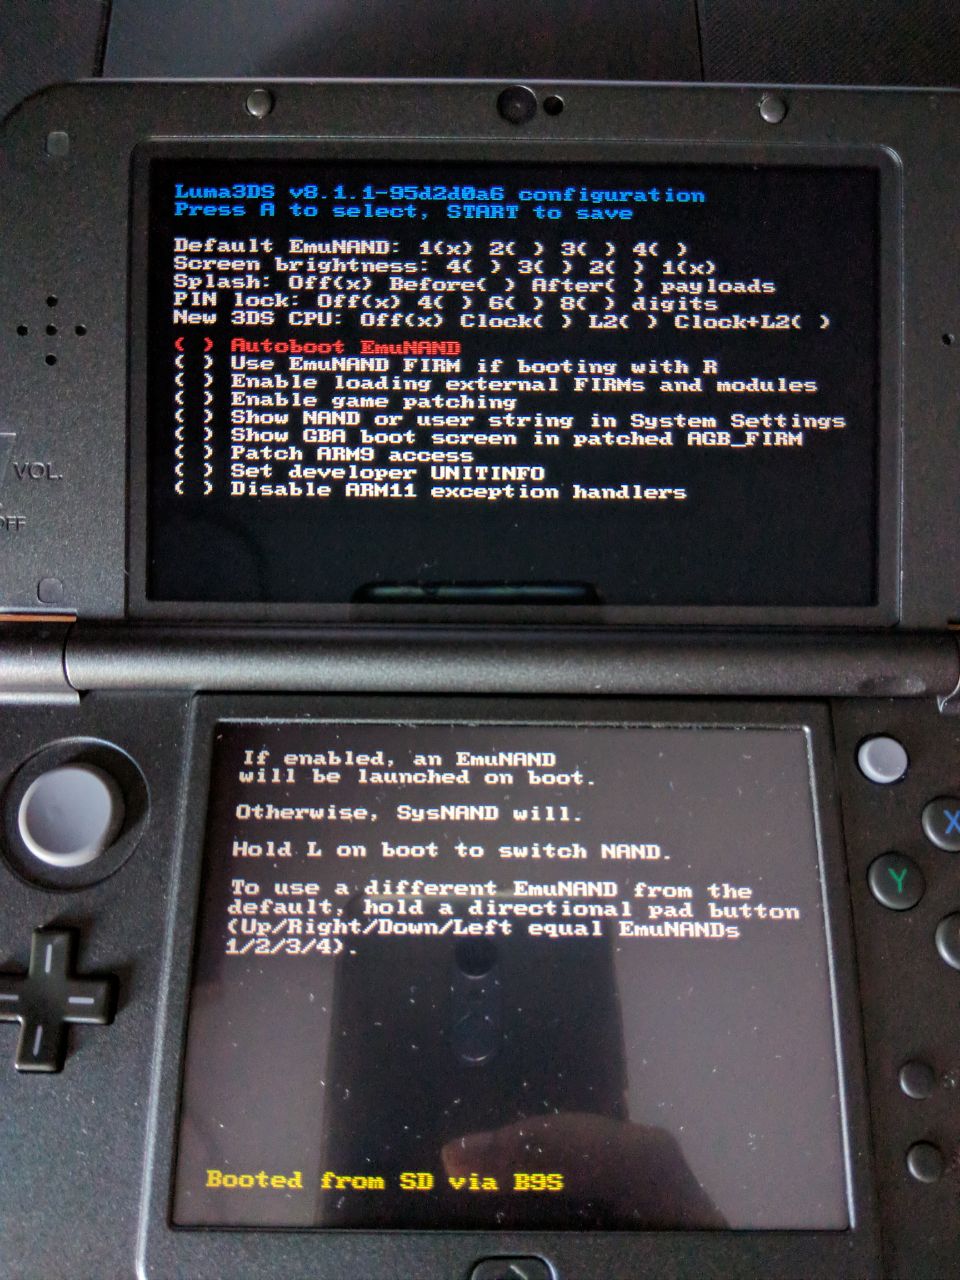 Luma3DS v8.1.1-95d2d0a6 configuration
Press A to select, START to save
Default EmuNAND: 1(x) 2( ) 3( ) 4( )
Screen brightness: 4( ) 3( ) 2( ) 1(x)
Splash: Off(x) Before( ) After( ) payloads
PIN lock: Off(x) 4( ) 6( ) 8( ) digits
New 3DS CPU: Off(x) Clock( ) L2( ) Clock+L2( )
( ) Autoboot EmuNAND
( ) Use EmuNAND FIRM if booting with R
( ) Enable loading external FIRMs and modules
( ) Enable game patching
( ) Show NAND or user string in System Settings
( ) Show GBA boot screen in patched AGB_FIRM
( ) Patch ARM9 access
( ) Set developer UNITINFO
( ) Disable ARM11 exception handlers
VOL.
OFF
If enabled, an EmuNAND
will be launched on boot.
Otherwise, SysNAND will.
Hold L on boot to switch NAND.
To use a different EmuNAND from the
default, hold a directional pad button
(Up/Right/Down/Left equal EmuNANDs
1/2/3/4).
X
Y
Booted from SD via B9S